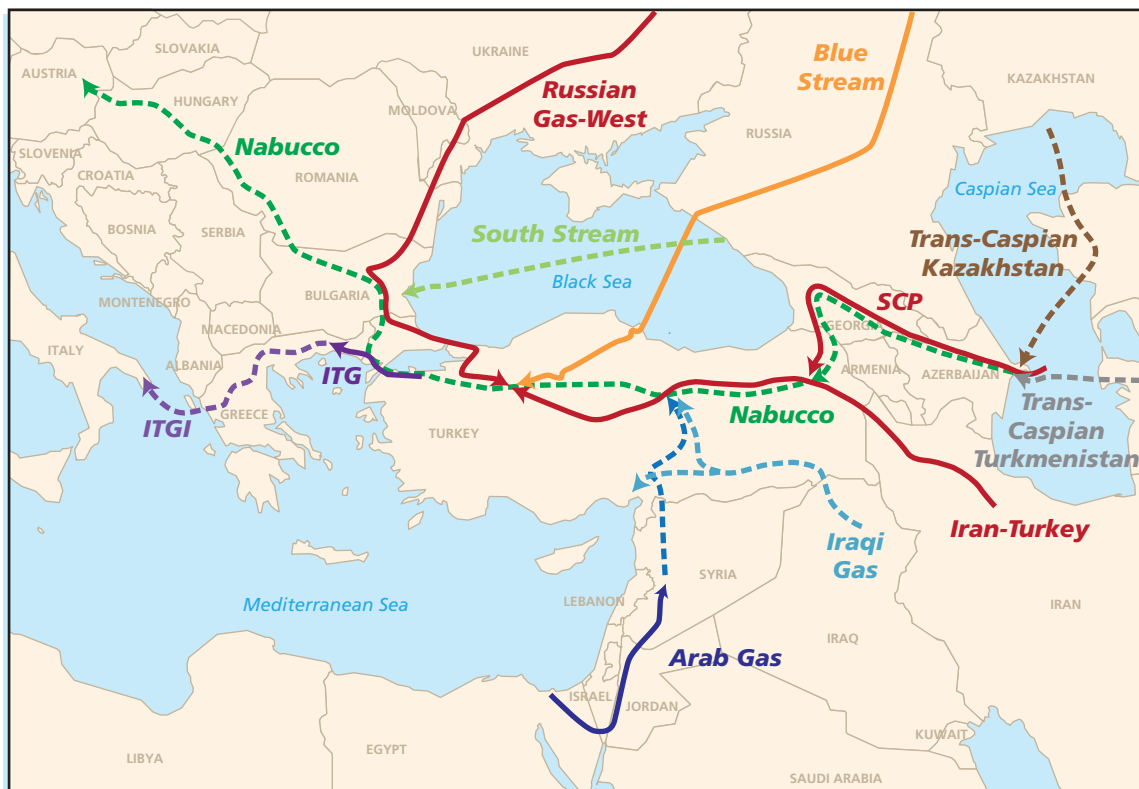 SLOVAKIA
UKRAINE
Blue
Stream
AUSTRIA
KAZAKHSTAN
HUNGARY
MOLDOVA
Russian
Gas-West
RUSSIA
Nabucco
SLOVENIA
CROATIA
ROMANIA
Caspian Sea
BOSNIA
SERBIA
South Stream
Trans-Caspian
Kazakhstan
Black Sea
BULGARIA
MONTENEGRO
SCP
MACEDONIA
GEORGIA
ITALY
ALBANIA
ITG
ARMENIA
AZERBAIJAN
Trans-
Caspian
Turkmenistan
GREECE
ITGI
TURKEY
Nabucco
Iran-Turkey
Iraqi
Gas
SYRIA
LEBANON
Mediterranean Sea
IRAN
IRAQ
Arab Gas
ISRAEL
JORDAN
KUWAIT
EGYPT
LIBYA
SAUDI ARABIA